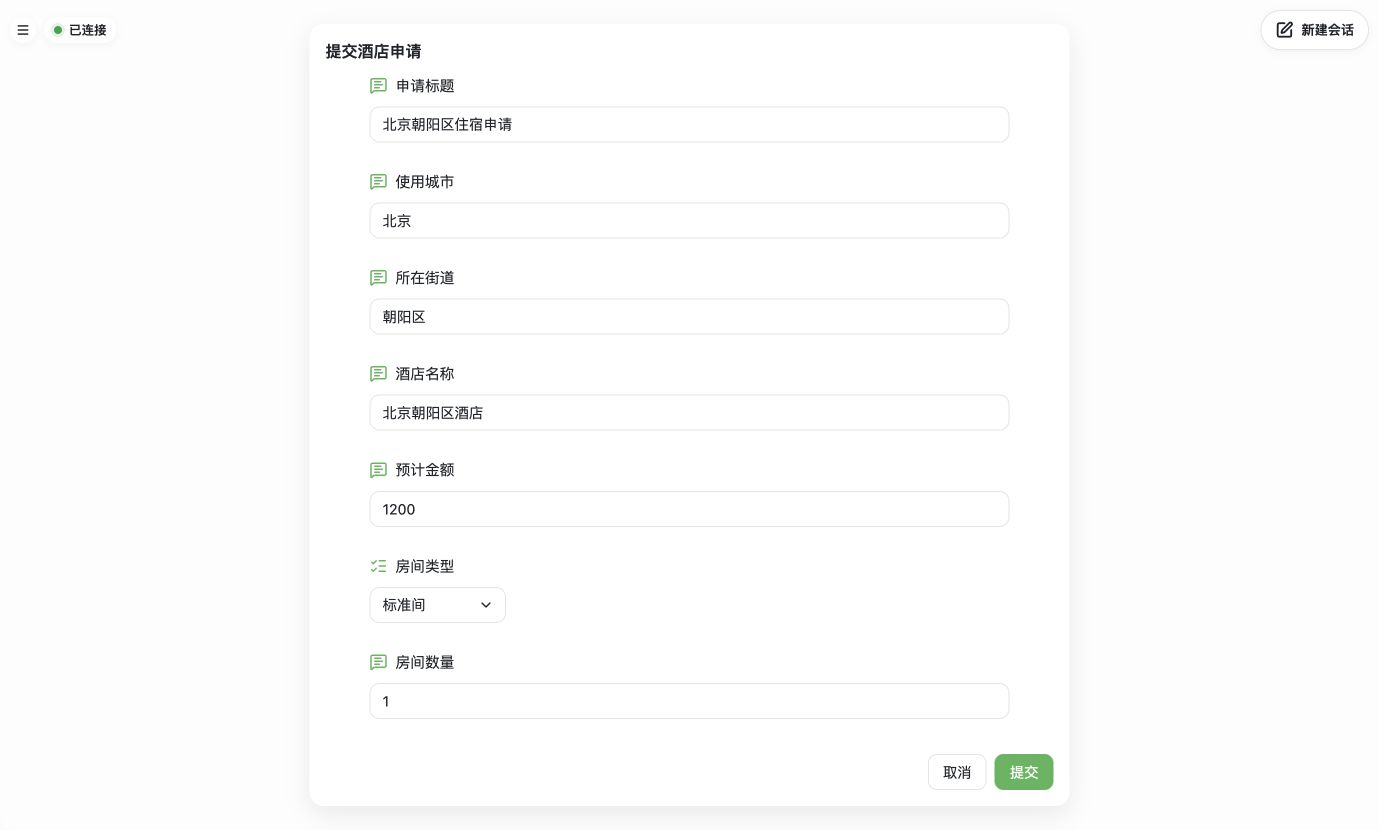 已连接
新建会话
提交酒店申请
申请标题
北京朝阳区住宿申请
使用城市
北京
所在街道
朝阳区
酒店名称
北京朝阳区酒店
预计金额
1200
房间类型
标准间
房间数量
1
取消
提交